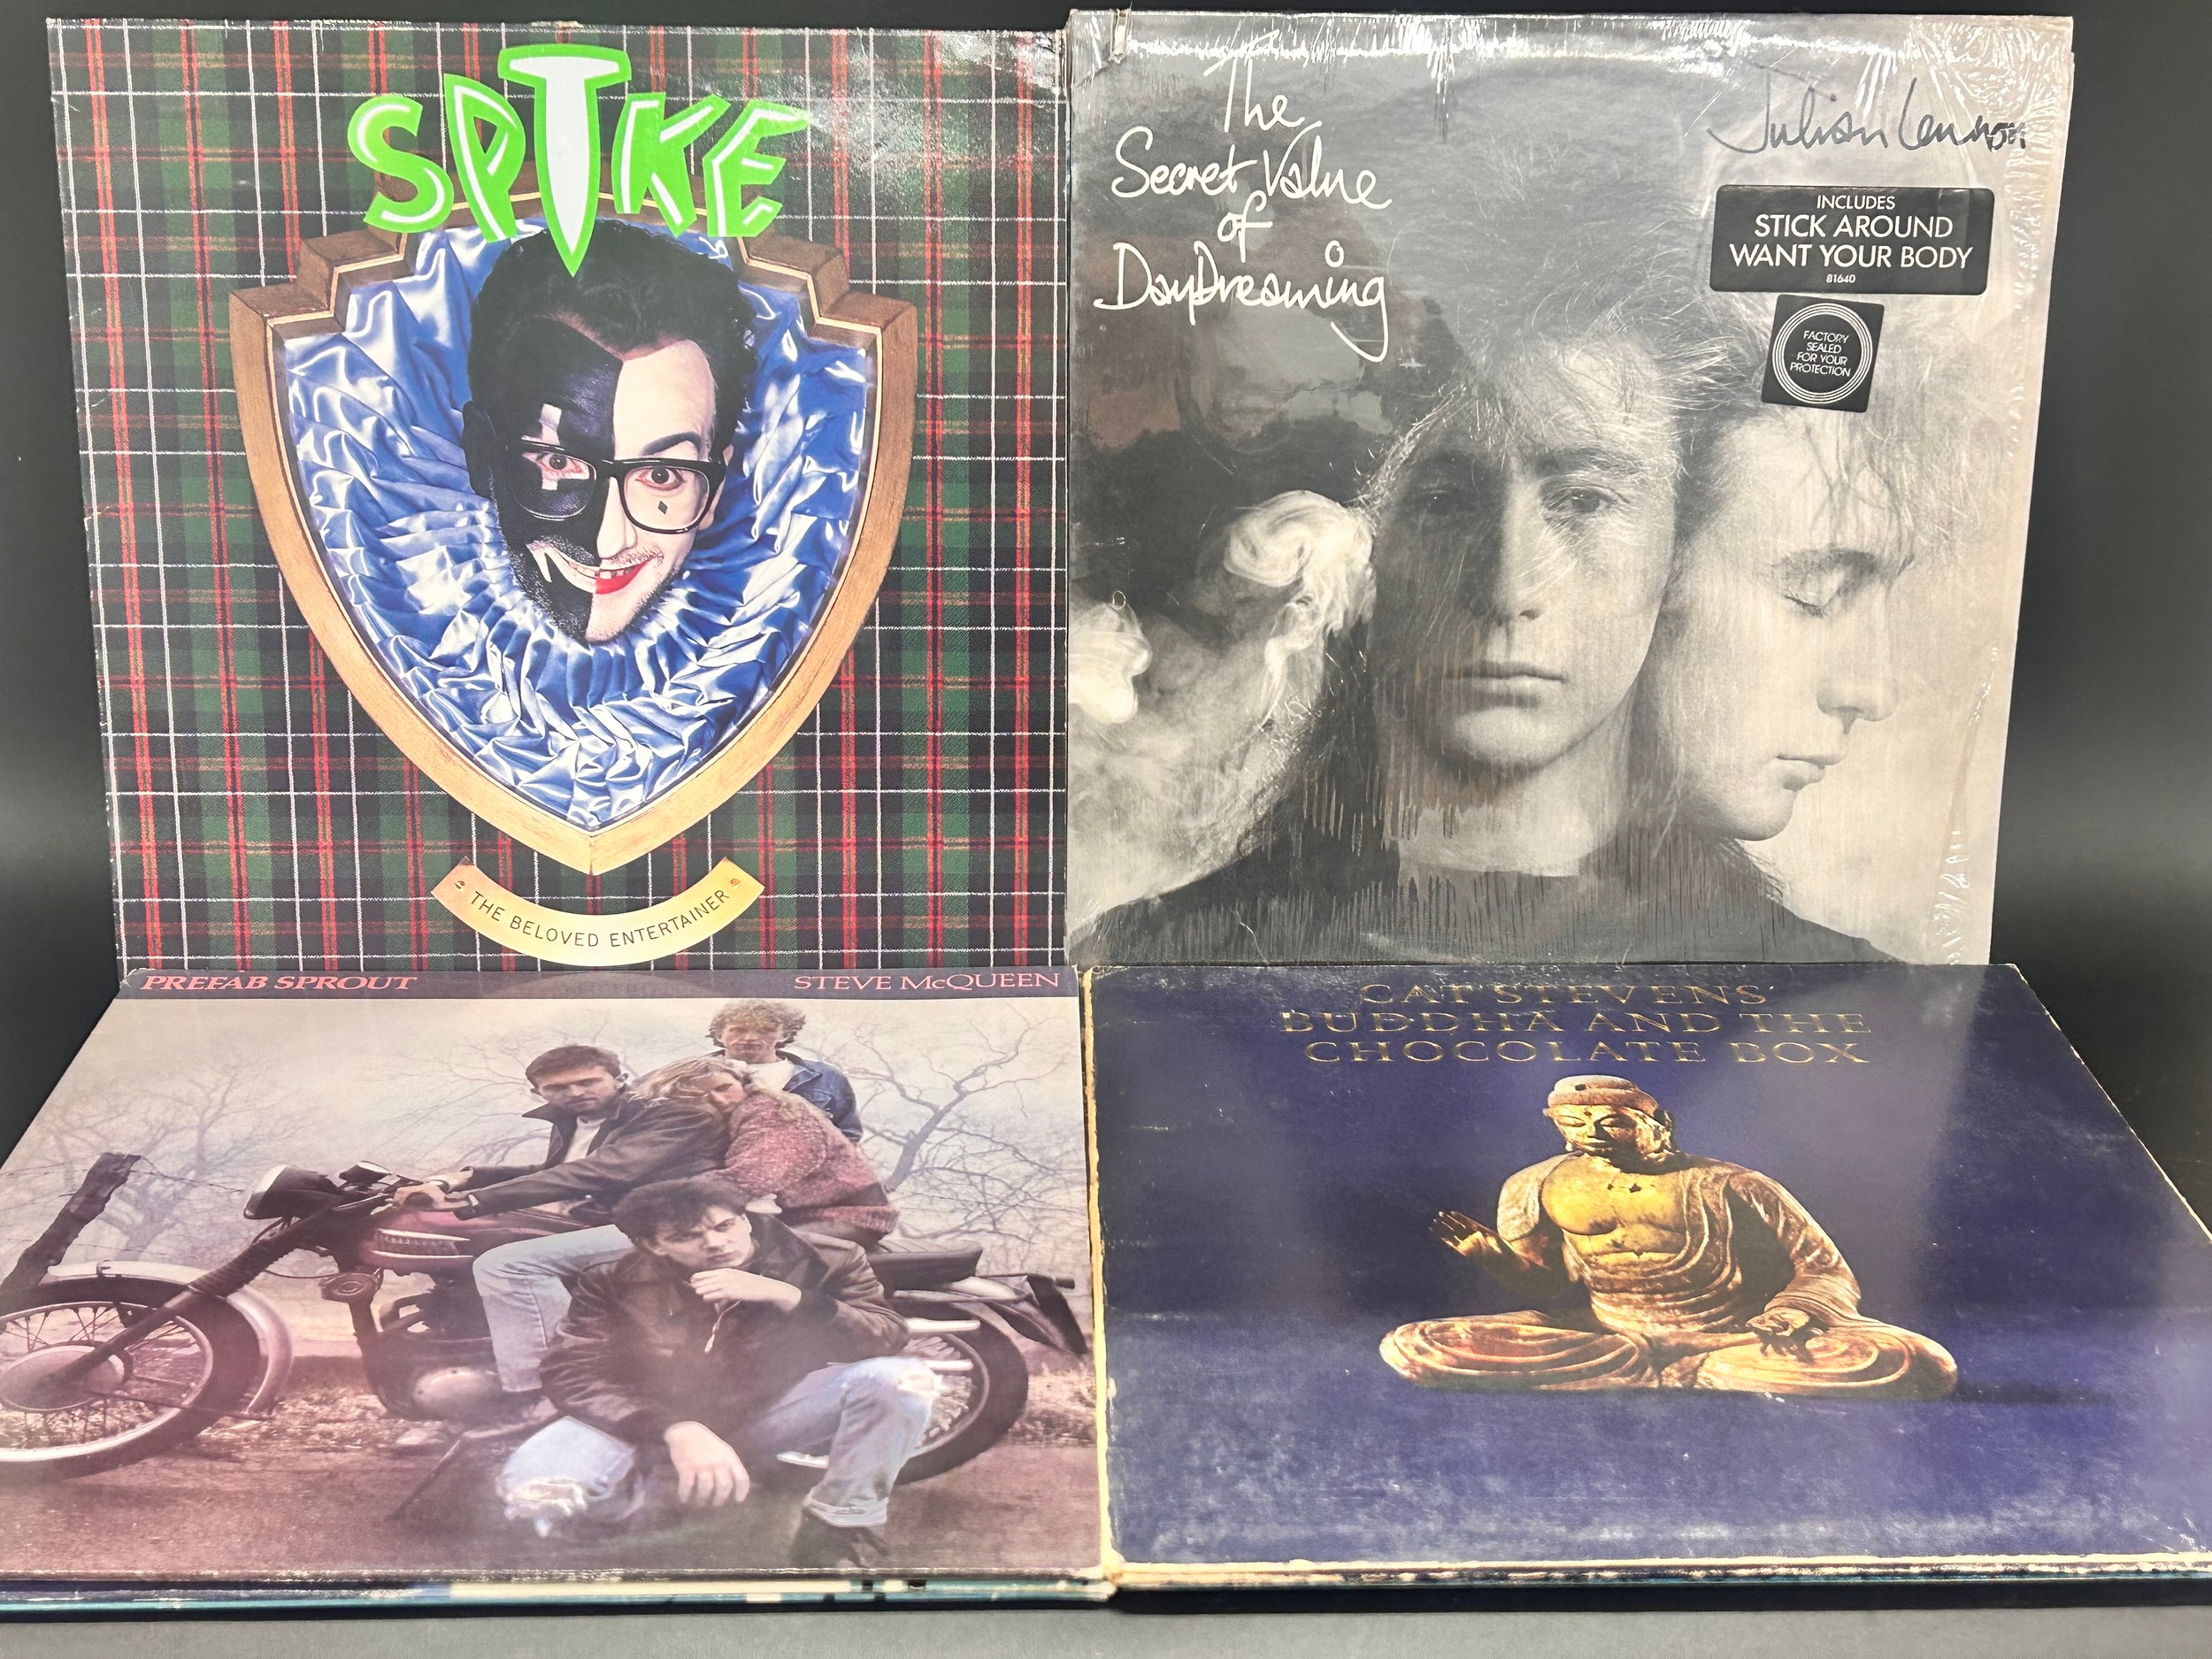 SPIKE
THE BELOVED ENTERTAINER
The
Secret Value
of
DayDreaming
Julian Lennon
INCLUDES
STICK AROUND
WANT YOUR BODY
81640
FACTORY
SEALED
FOR YOUR
PROTECTION
PREFAB SPROUT
STEVE McQUEEN
CAT STEVENS'
BUDDHA AND THE
CHOCOLATE BOX